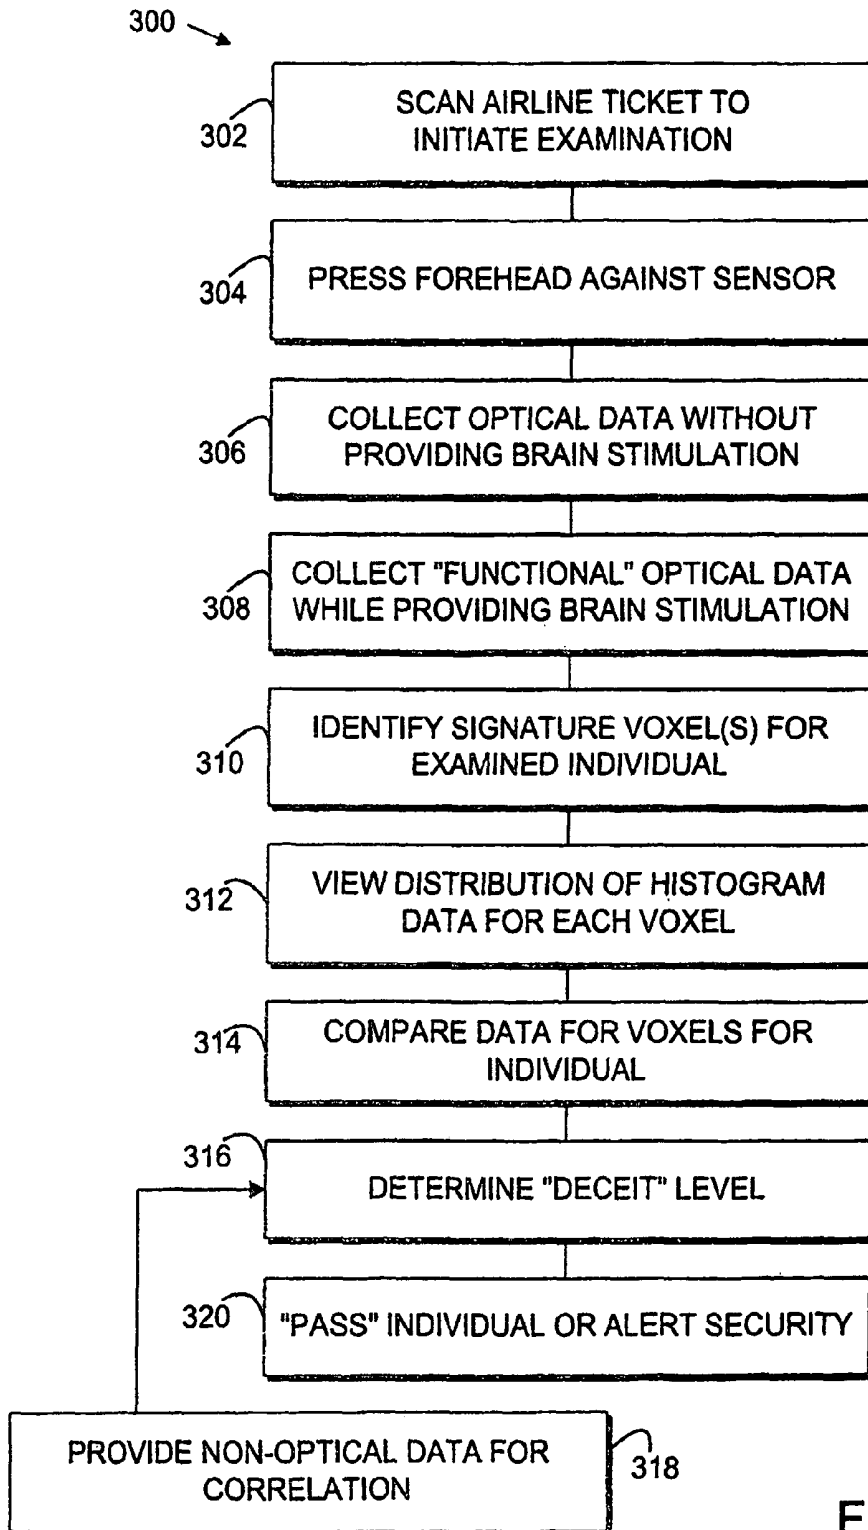 300
SCAN AIRLINE TICKET TO
INITIATE EXAMINATION
302
PRESS FOREHEAD AGAINST SENSOR
304
COLLECT OPTICAL DATA WITHOUT
PROVIDING BRAIN STIMULATION
306
COLLECT "FUNCTIONAL" OPTICAL DATA
WHILE PROVIDING BRAIN STIMULATION
308
IDENTIFY SIGNATURE VOXEL(S) FOR
EXAMINED INDIVIDUAL
310
VIEW DISTRIBUTION OF HISTOGRAM
DATA FOR EACH VOXEL
312
COMPARE DATA FOR VOXELS FOR
INDIVIDUAL
314
316
DETERMINE "DECEIT" LEVEL
320
"PASS" INDIVIDUAL OR ALERT SECURITY
PROVIDE NON-OPTICAL DATA FOR
CORRELATION
318